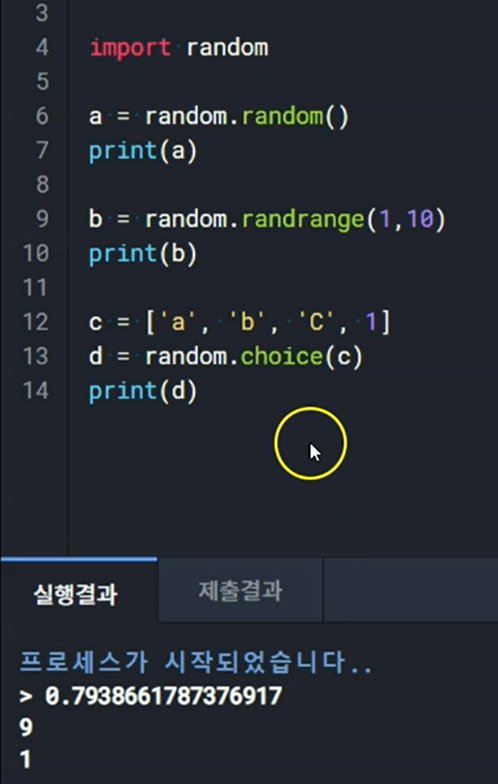 3
4 import random
5
6 a = random.random()
7 print(a)
8
9 b = random.randrange(1,10)
10 print(b)
11
12 c = ['a', 'b', 'C', 1]
13 d = random.choice(c)
14 print(d)
실행결과 제출결과
프로세스가 시작되었습니다..
> 0.7938661787376917
9
1